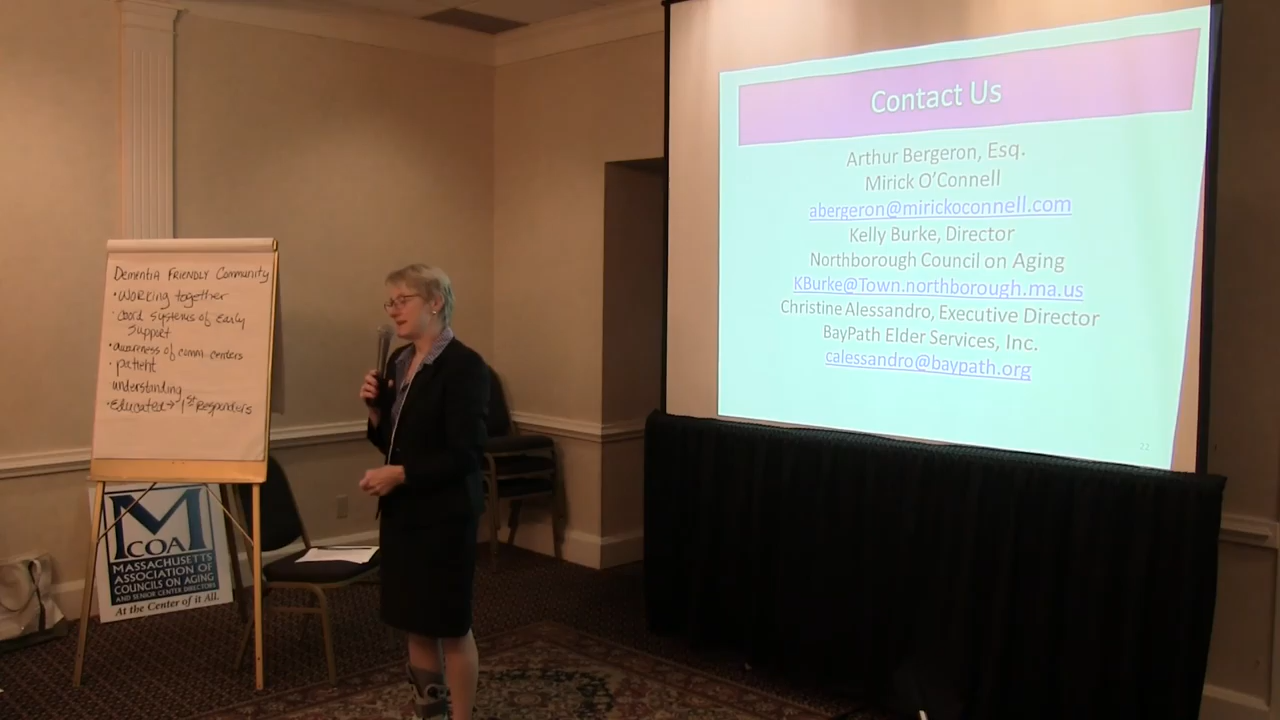 DEMENTIA FRIENDLY Community
• WORKING together
• Coord systems of Early
Support
• awareness of comm centers
• patient
understanding
• Educated → 1st Responders
M
COA
MASSACHUSETTS
ASSOCIATION OF
COUNCILS ON AGING
AND SENIOR CENTER DIRECTORS
At the Center of it All.
Contact Us
Arthur Bergeron, Esq.
Mirick O'Connell
abergeron@mirickoconnell.com
Kelly Burke, Director
Northborough Council on Aging
KBurke@Town.northborough.ma.us
Christine Alessandro, Executive Director
BayPath Elder Services, Inc.
calessandro@baypath.org
22